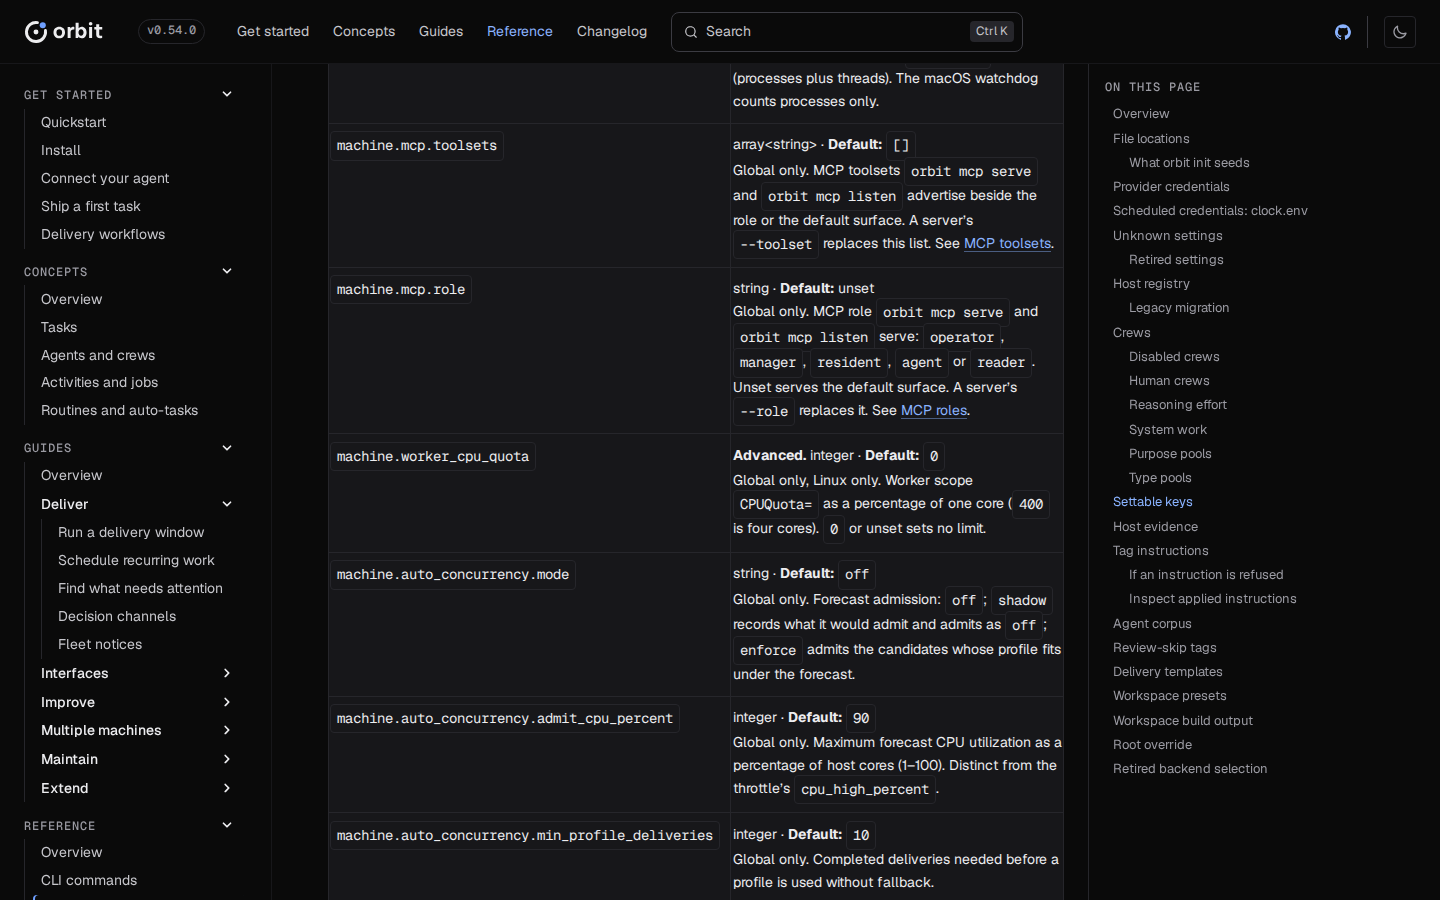 orbit
v0.54.0
Get started
Concepts
Guides
Reference
Changelog
Search
Ctrl K
GET STARTED
Quickstart
Install
Connect your agent
Ship a first task
Delivery workflows
CONCEPTS
Overview
Tasks
Agents and crews
Activities and jobs
Routines and auto-tasks
GUIDES
Overview
Deliver
Run a delivery window
Schedule recurring work
Find what needs attention
Decision channels
Fleet notices
Interfaces
Improve
Multiple machines
Maintain
Extend
REFERENCE
Overview
CLI commands
(processes plus threads). The macOS watchdog
counts processes only.
machine.mcp.toolsets
array<string> · Default: []
Global only. MCP toolsets orbit mcp serve
and orbit mcp listen advertise beside the
role or the default surface. A server's
--toolset replaces this list. See MCP toolsets.
machine.mcp.role
string · Default: unset
Global only. MCP role orbit mcp serve and
orbit mcp listen serve: operator,
manager, resident, agent or reader.
Unset serves the default surface. A server's
--role replaces it. See MCP roles.
machine.worker_cpu_quota
Advanced. integer · Default: 0
Global only, Linux only. Worker scope
CPUQuota= as a percentage of one core (400
is four cores). 0 or unset sets no limit.
machine.auto_concurrency.mode
string · Default: off
Global only. Forecast admission: off; shadow
records what it would admit and admits as off;
enforce admits the candidates whose profile fits
under the forecast.
machine.auto_concurrency.admit_cpu_percent
integer · Default: 90
Global only. Maximum forecast CPU utilization as a
percentage of host cores (1–100). Distinct from the
throttle's cpu_high_percent.
machine.auto_concurrency.min_profile_deliveries
integer · Default: 10
Global only. Completed deliveries needed before a
profile is used without fallback.
ON THIS PAGE
Overview
File locations
What orbit init seeds
Provider credentials
Scheduled credentials: clock.env
Unknown settings
Retired settings
Host registry
Legacy migration
Crews
Disabled crews
Human crews
Reasoning effort
System work
Purpose pools
Type pools
Settable keys
Host evidence
Tag instructions
If an instruction is refused
Inspect applied instructions
Agent corpus
Review-skip tags
Delivery templates
Workspace presets
Workspace build output
Root override
Retired backend selection